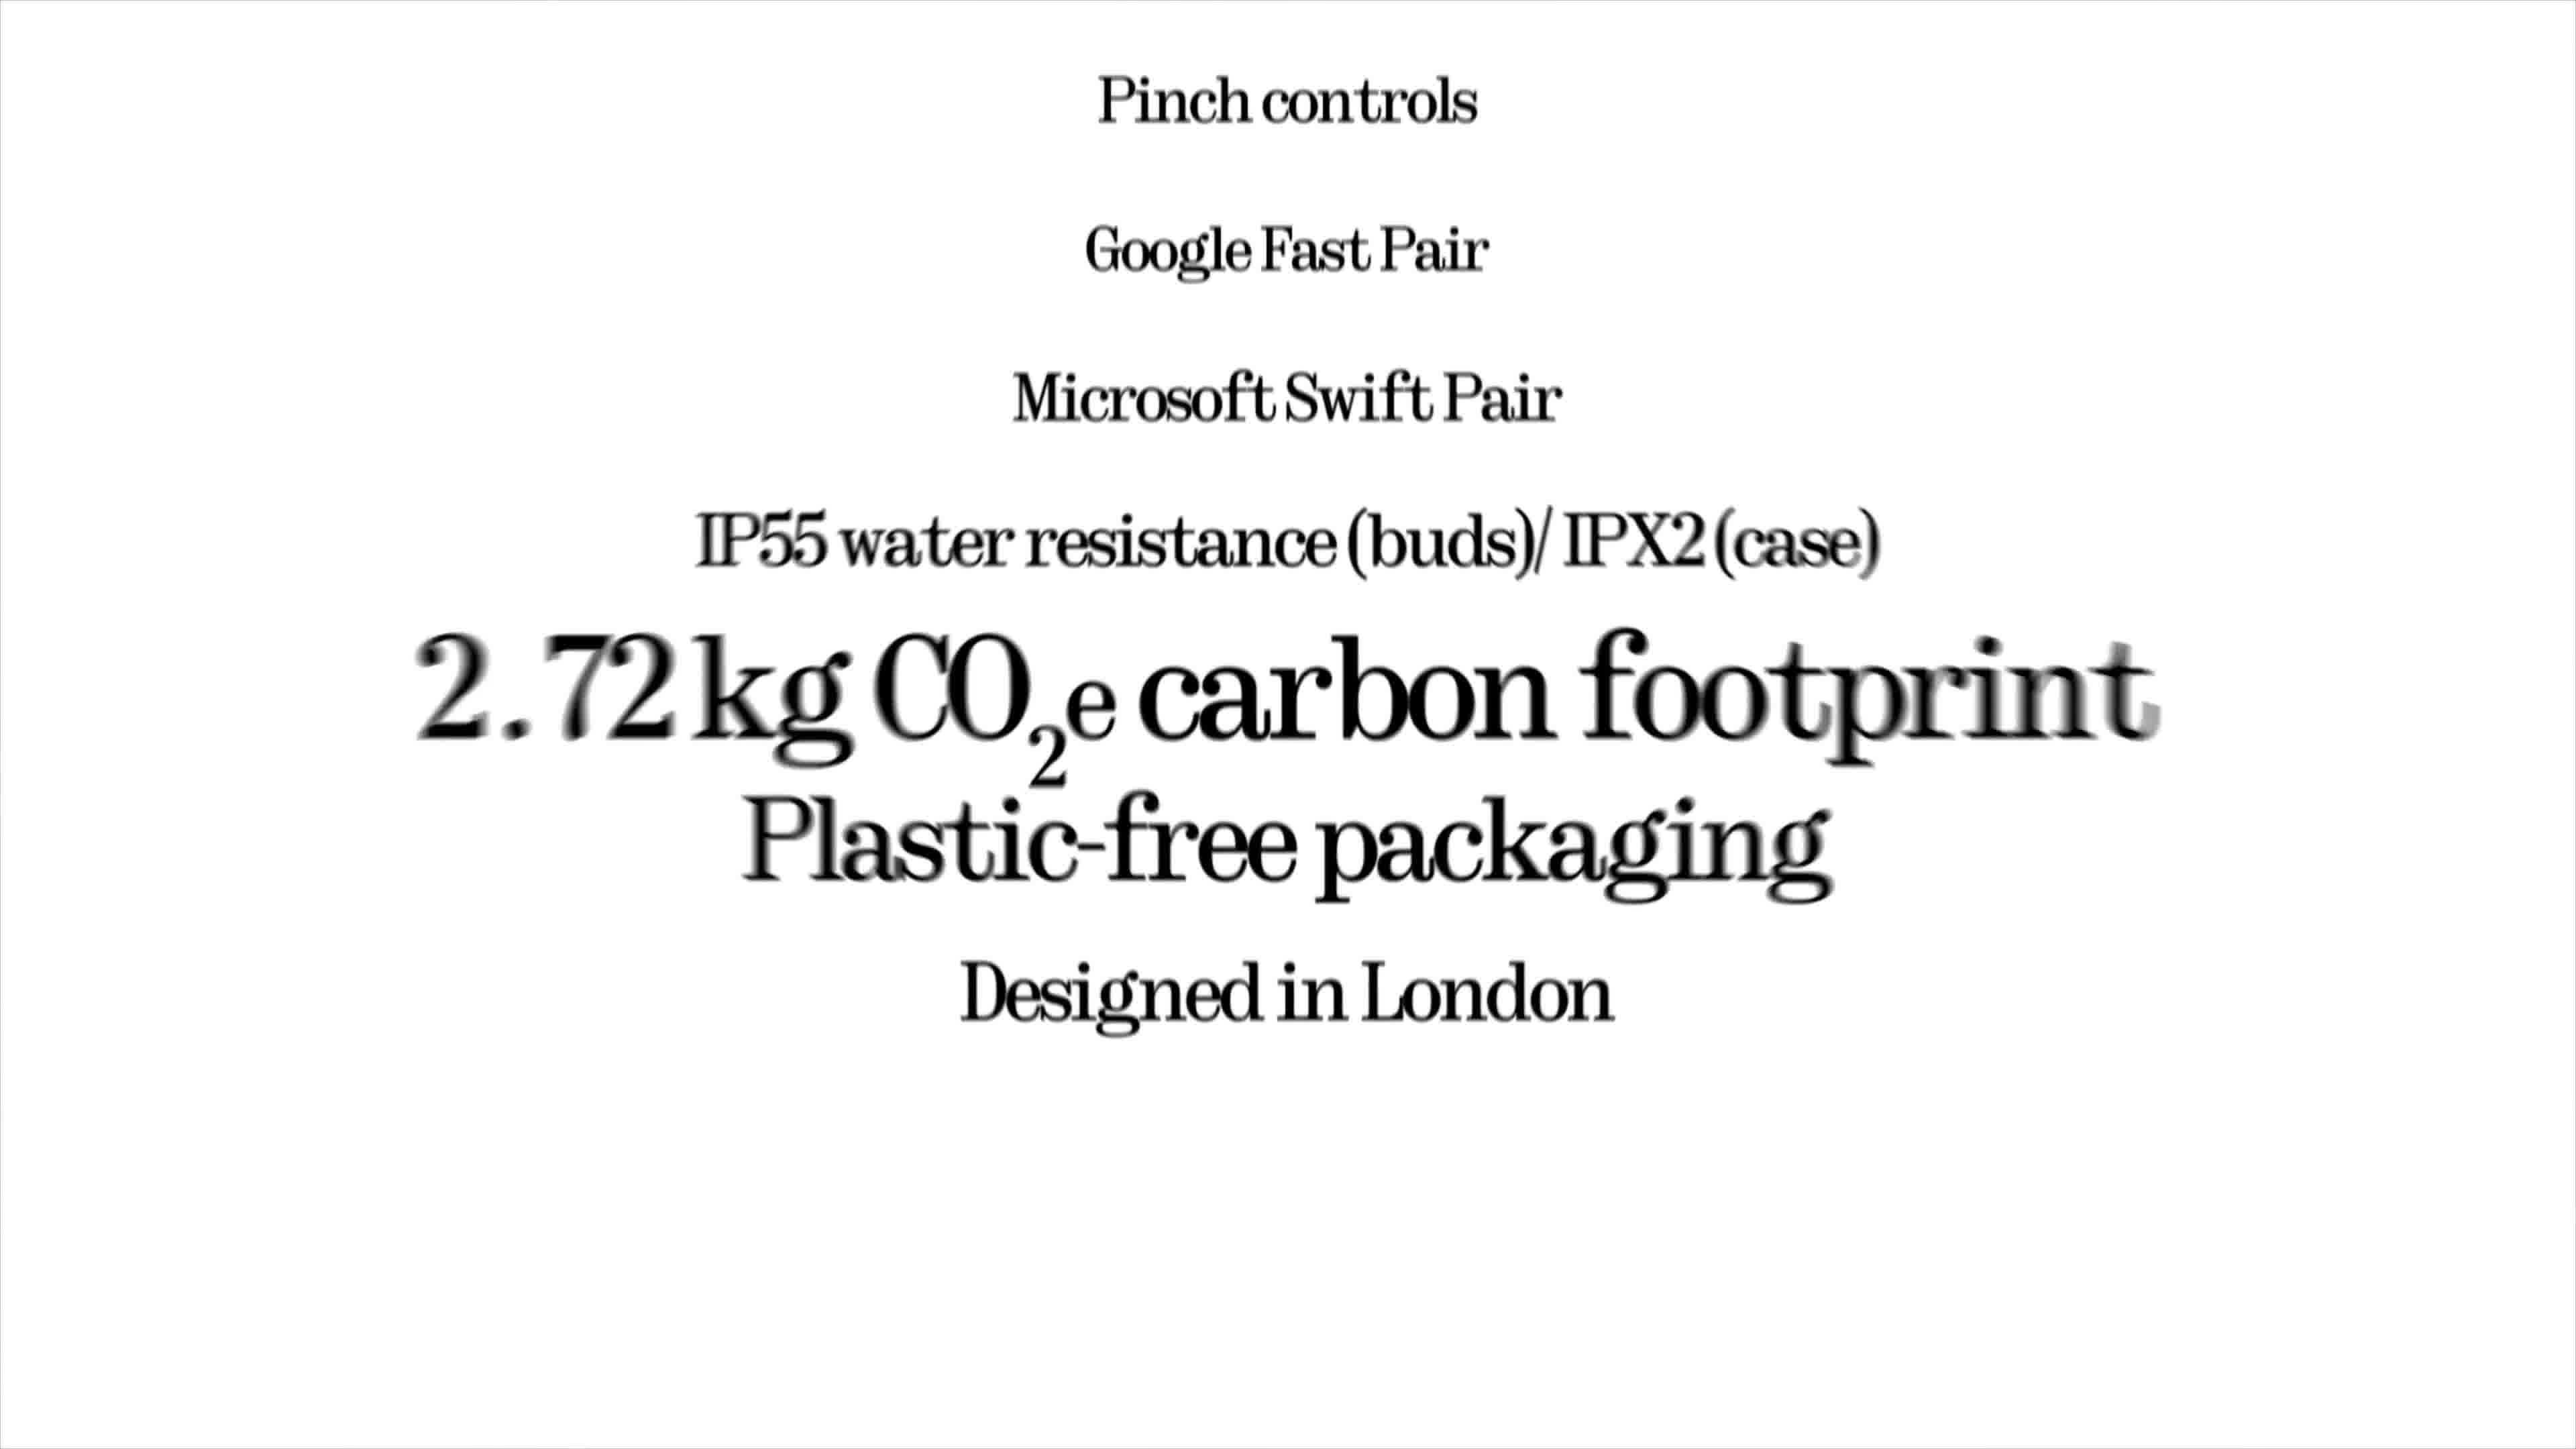 Pinch controls
Google Fast Pair
Microsoft Swift Pair
IP55 water resistance (buds)/ IPX2 (case)
2.72 kg CO₂e carbon footprint
Plastic-free packaging
Designed in London